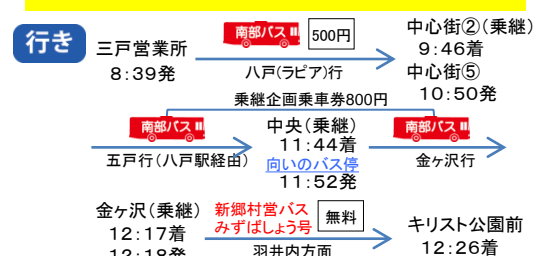 行き
三戸営業所
8:39発
南部バス
500円
八戸(ラピア)行
中心街②(乗継)
9:46着
中心街⑤
10:50発
乗継企画乗車券800円
南部バス
五戸行(八戸駅経由)
中央(乗継)
11:44着
向いのバス停
11:52発
南部バス
金ヶ沢行
金ヶ沢(乗継)
12:17着
12:18発
新郷村営バス
みずばしょう号
無料
羽井内方面
キリスト公園前
12:26着